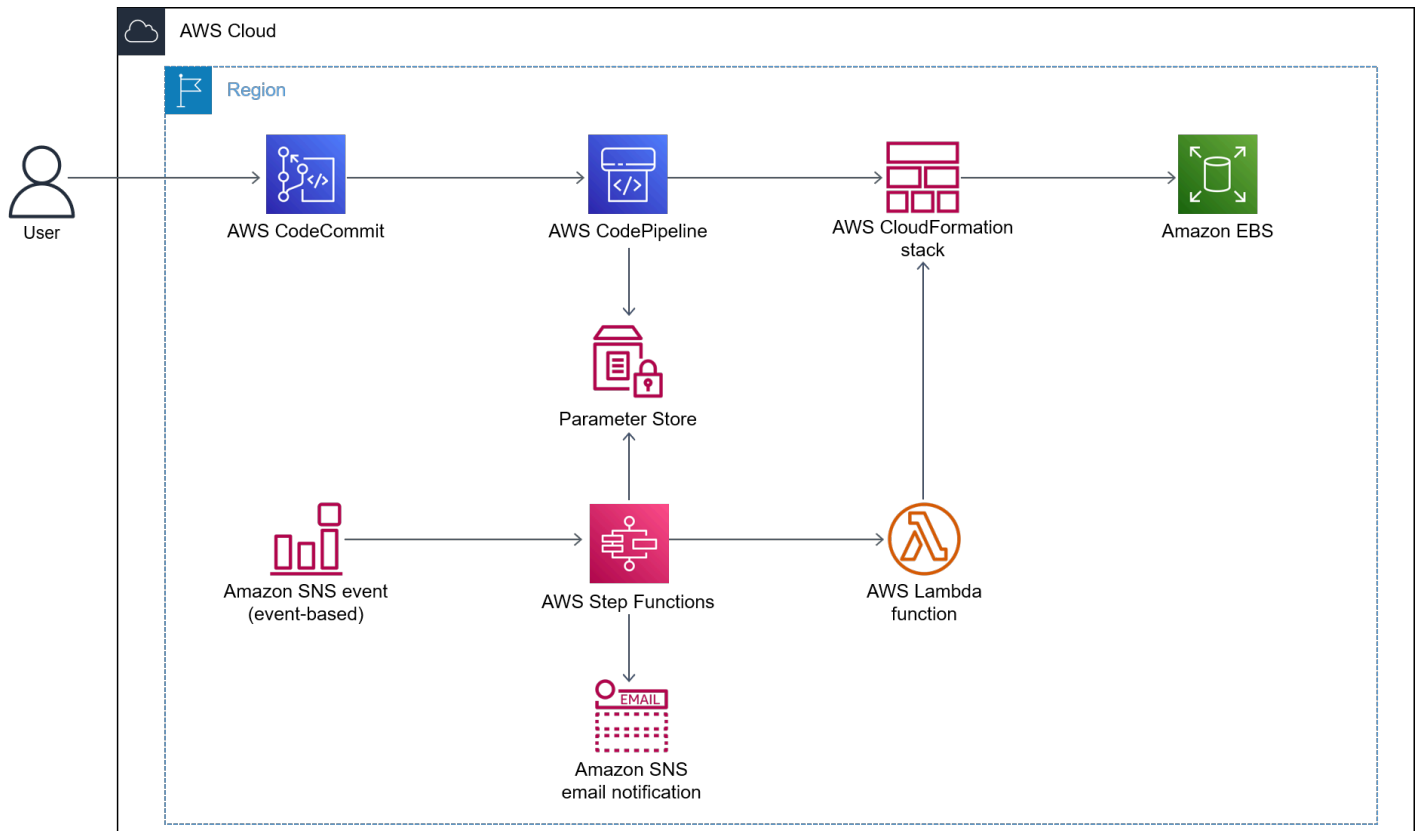 AWS Cloud
Region
User
AWS CodeCommit
AWS CodePipeline
AWS CloudFormation
stack
Amazon EBS
Parameter Store
Amazon SNS event
(event-based)
AWS Step Functions
AWS Lambda
function
EMAIL
Amazon SNS
email notification